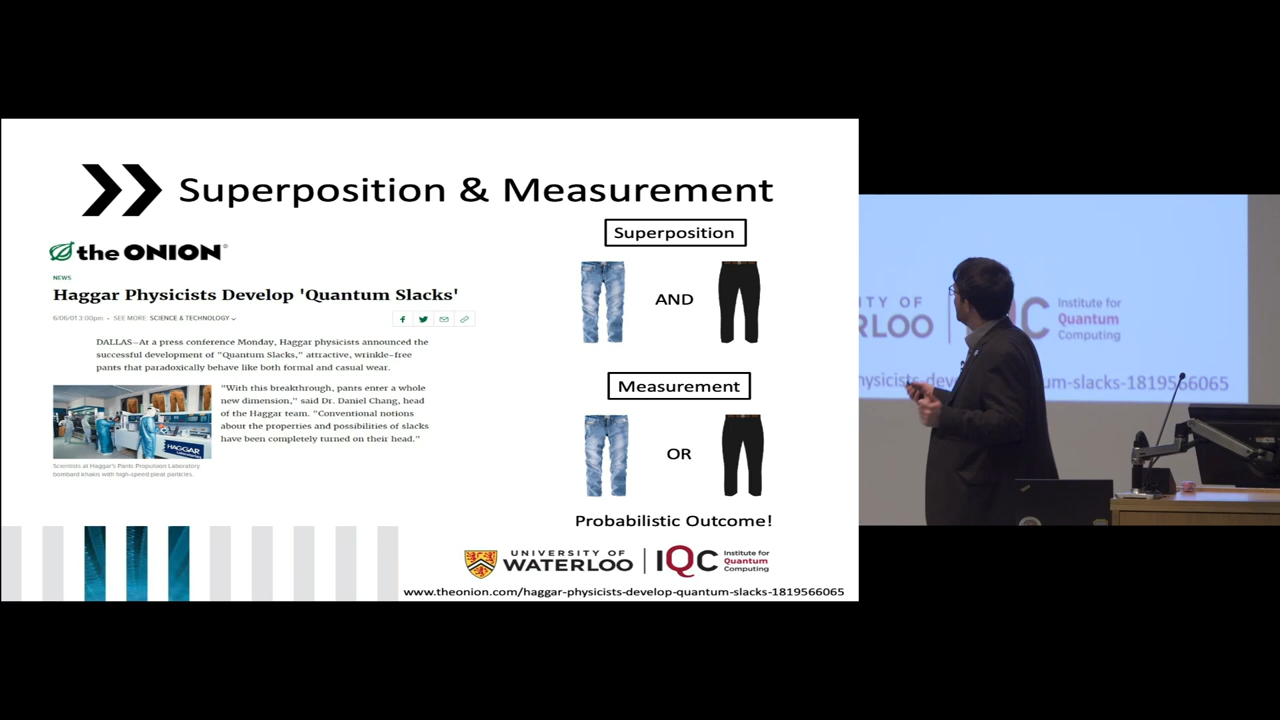 Superposition & Measurement
the ONION®
NEWS
Haggar Physicists Develop 'Quantum Slacks'
6/06/01 3:00pm • SEE MORE: SCIENCE & TECHNOLOGY
DALLAS—At a press conference Monday, Haggar physicists announced the
successful development of "Quantum Slacks," attractive, wrinkle-free
pants that paradoxically behave like both formal and casual wear.
"With this breakthrough, pants enter a whole
new dimension," said Dr. Daniel Chang, head
of the Haggar team. "Conventional notions
about the properties and possibilities of slacks
have been completely turned on their head."
HAGGAR
Scientists at Haggar's Pants Propulsion Laboratory
bombard khakis with high-speed pleat particles.
Superposition
AND
Measurement
OR
Probabilistic Outcome!
UNIVERSITY OF
WATERLOO
IQC
Institute for
Quantum
Computing
www.theonion.com/haggar-physicists-develop-quantum-slacks-1819566065
TY OF
RLOO
C
Institute for
Quantum
Computing
hysicists-deve
um-slacks-1819566065